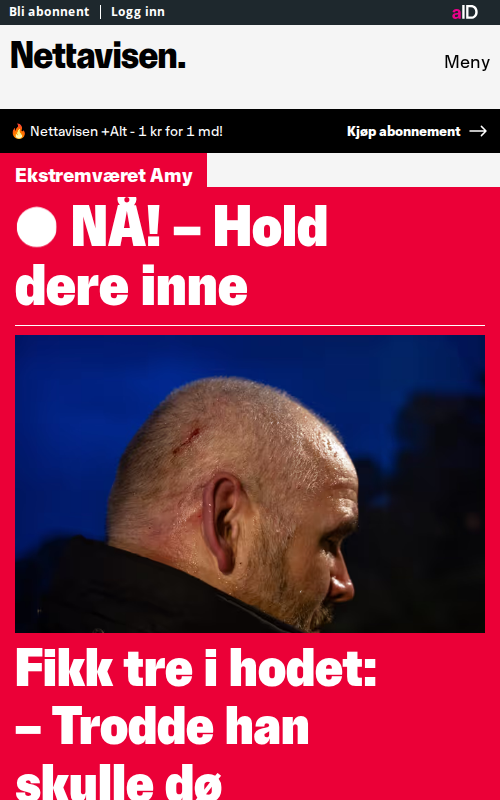 Bli abonnent | Logg inn
aID
Nettavisen.
Meny
🔥 Nettavisen +Alt - 1 kr for 1 md!
Kjøp abonnement →
Ekstremværet Amy
NÅ! – Hold
dere inne
Fikk tre i hodet:
– Trodde han
skulle dø